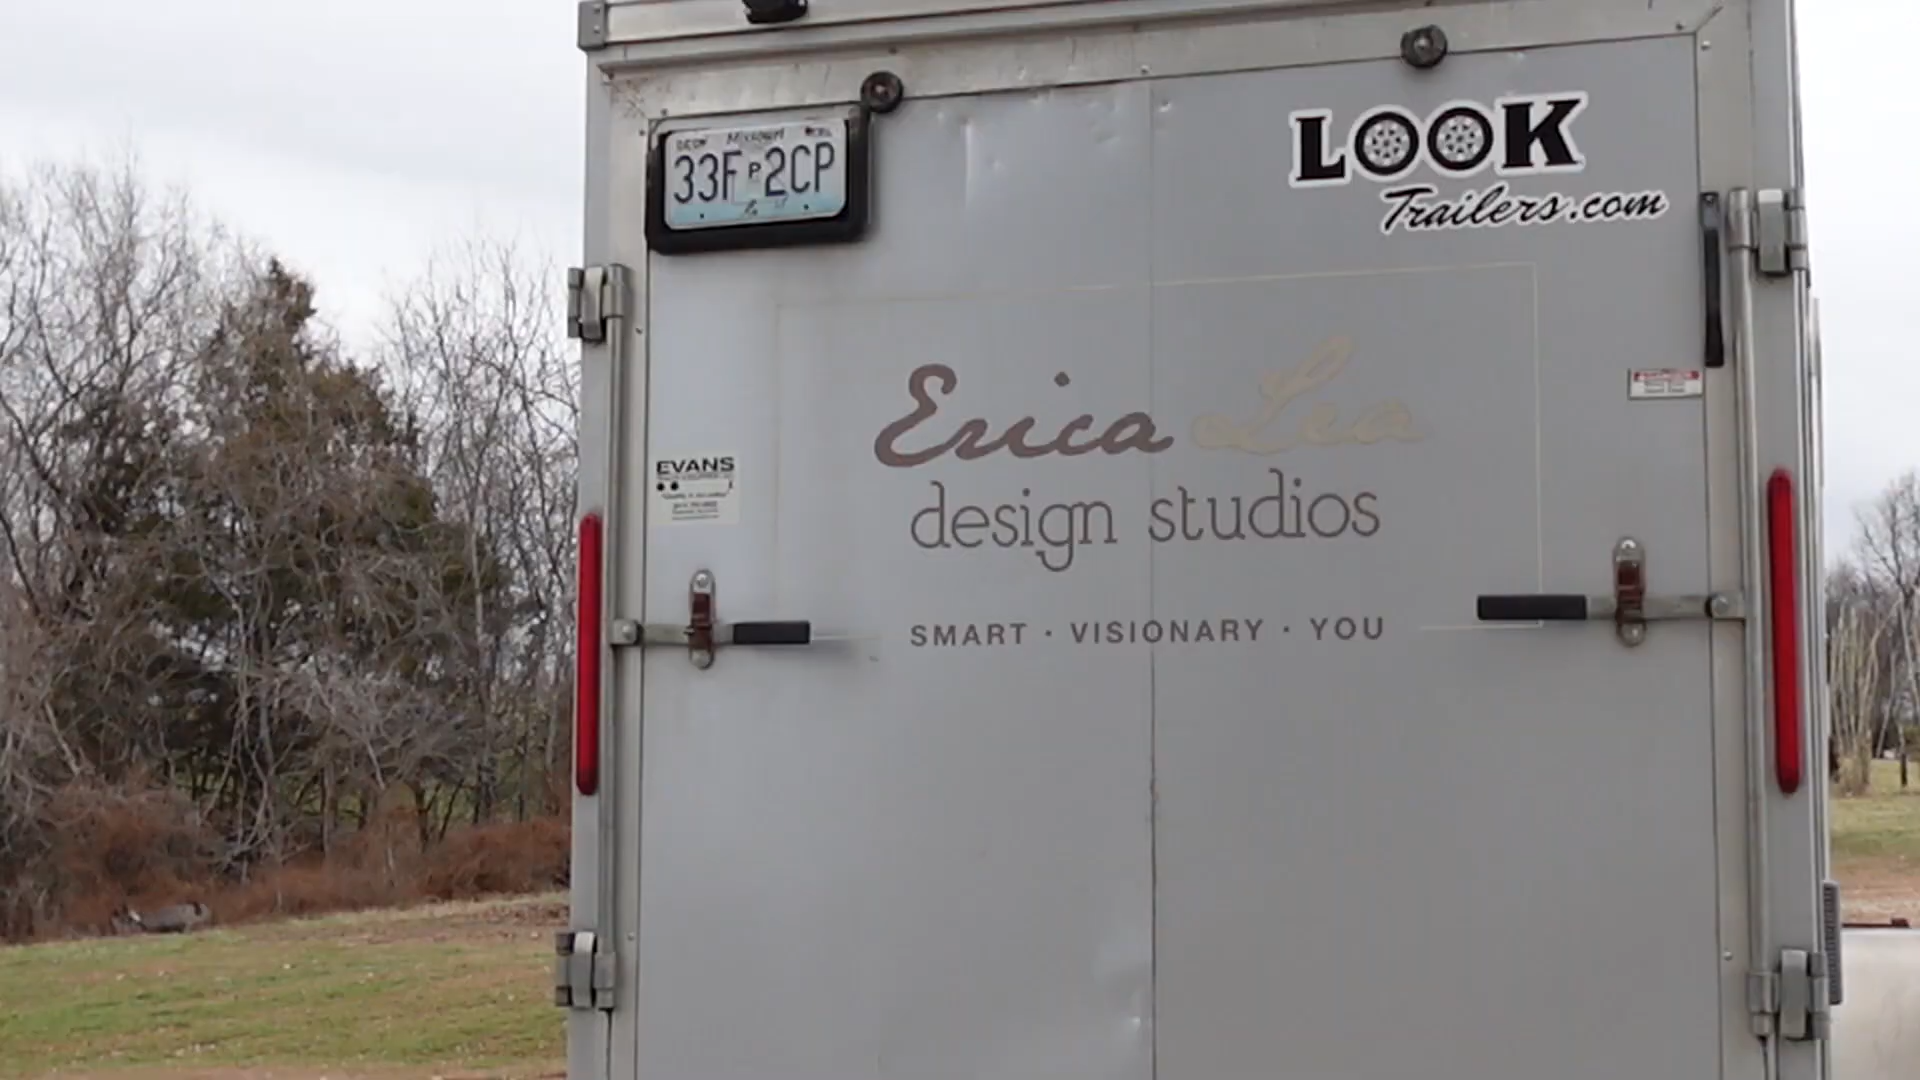 Missouri
33F P 2CP
LOOK
Trailers.com
Erica Lea
design studios
EVANS
SMART · VISIONARY · YOU